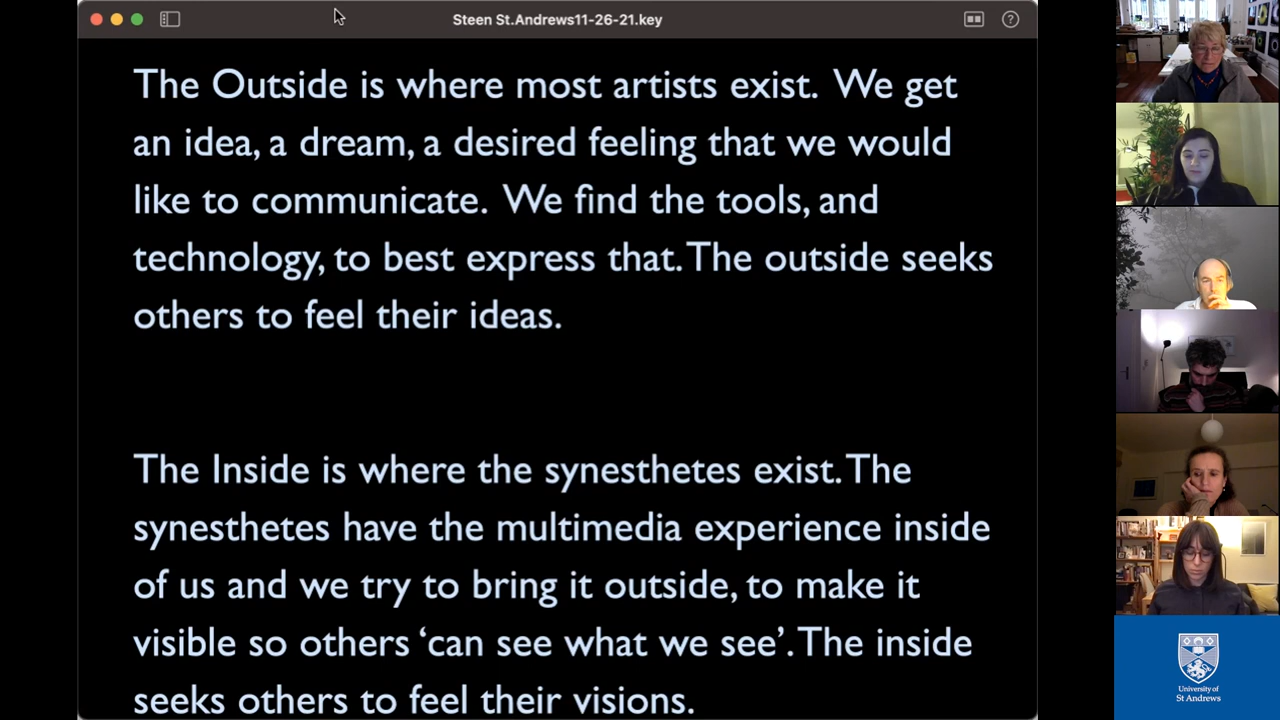 Steen St.Andrews11-26-21.key
The Outside is where most artists exist. We get
an idea, a dream, a desired feeling that we would
like to communicate. We find the tools, and
technology, to best express that. The outside seeks
others to feel their ideas.
The Inside is where the synesthetes exist. The
synesthetes have the multimedia experience inside
of us and we try to bring it outside, to make it
visible so others ‘can see what we see’. The inside
seeks others to feel their visions.
University of
St Andrews